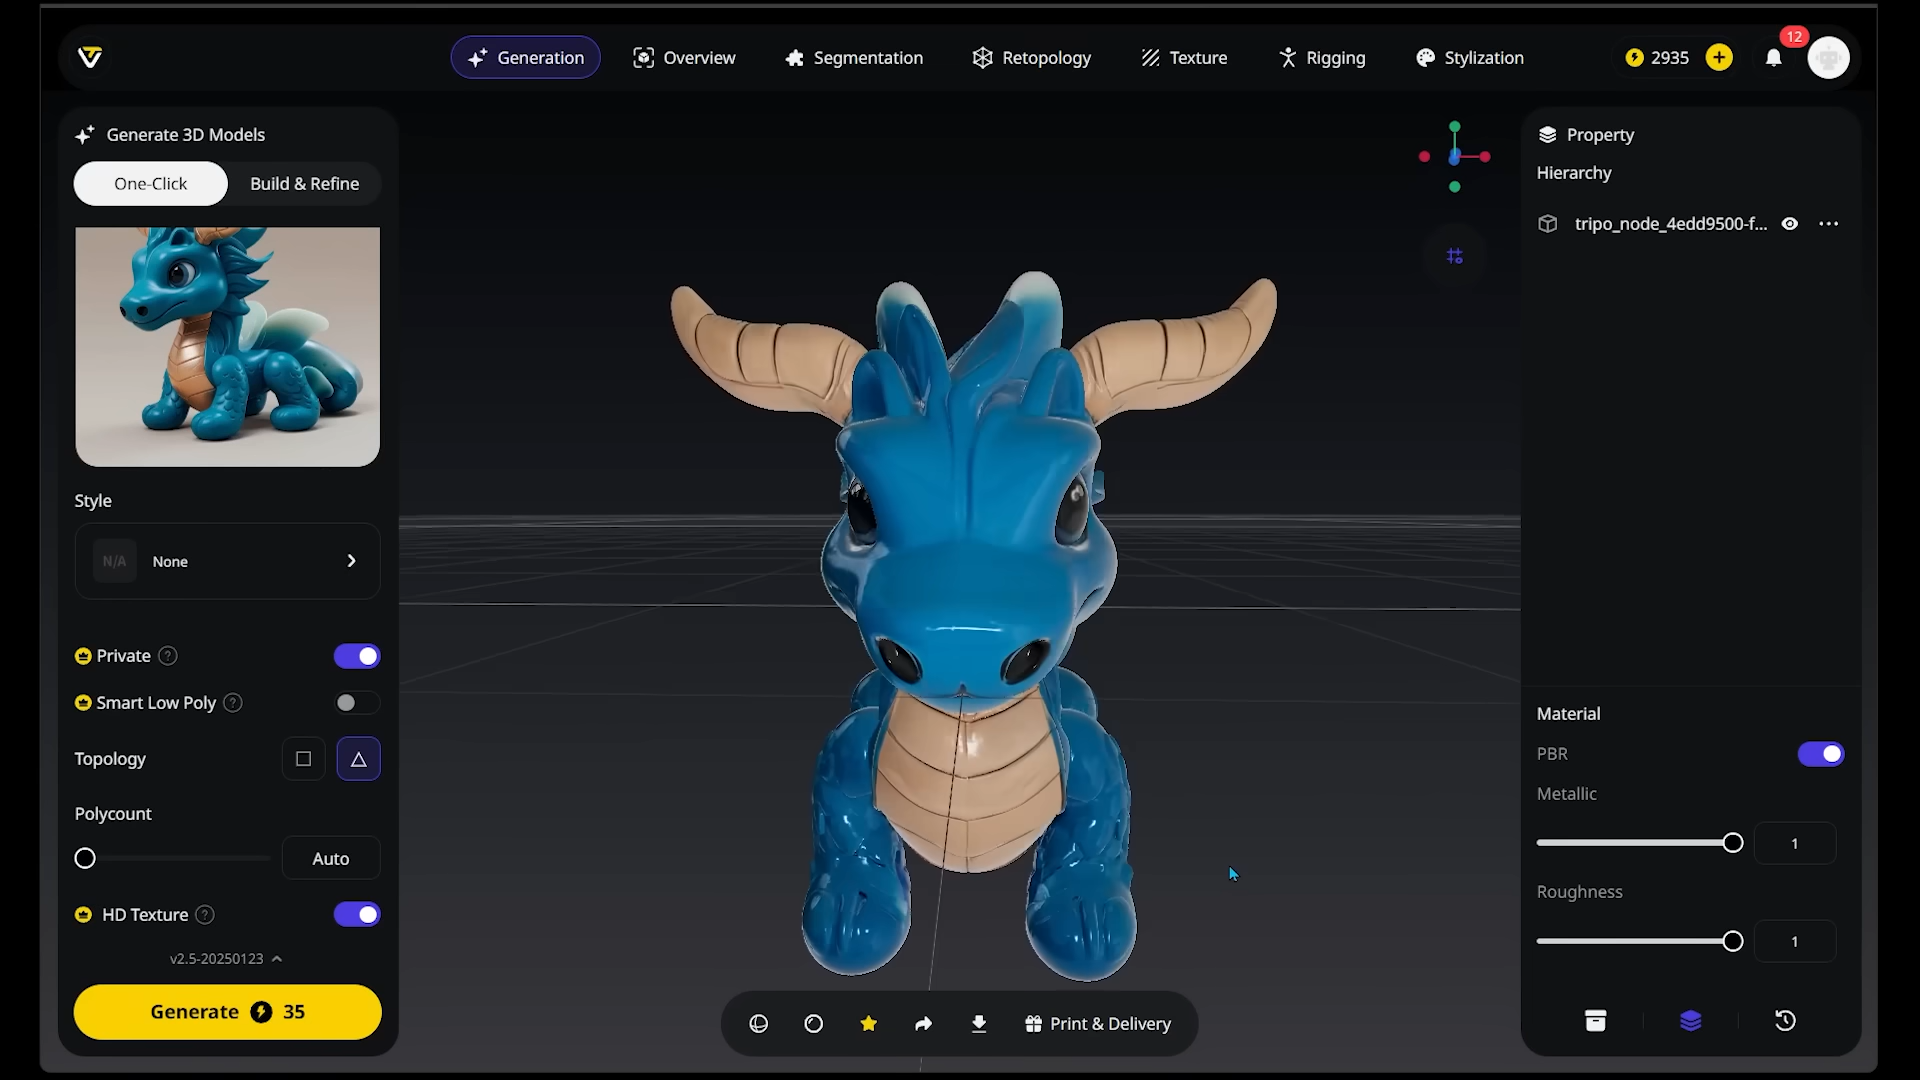 Generation
Overview
Segmentation
Retopology
Texture
Rigging
Stylization
2935
12
Generate 3D Models
One-Click
Build & Refine
Style
N/A
None
Private
Smart Low Poly
Topology
Polycount
Auto
HD Texture
v2.5-20250123
Generate 35
Print & Delivery
Property
Hierarchy
tripo_node_4edd9500-f...
Material
PBR
Metallic
1
Roughness
1